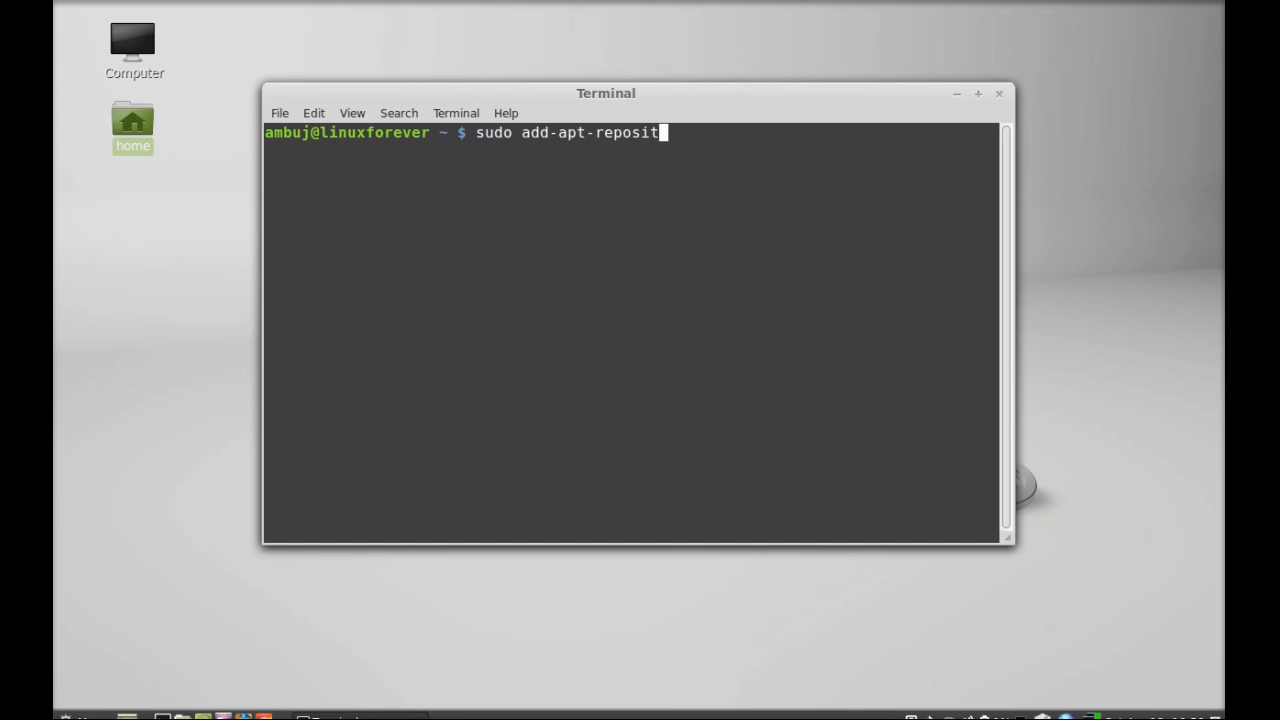 Computer
home
Terminal
File Edit View Search Terminal Help
ambuj@linuxforever ~ $ sudo add-apt-reposit